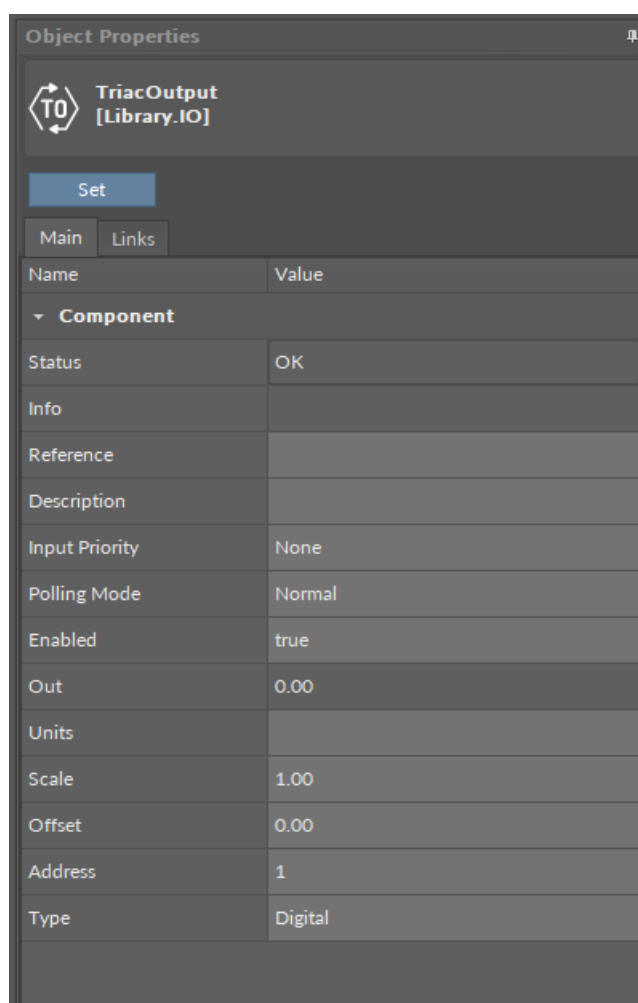 Object Properties
TO
TriacOutput
[Library.IO]
Set
Main Links
Name Value
Component
Status OK
Info
Reference
Description
Input Priority None
Polling Mode Normal
Enabled true
Out 0.00
Units
Scale 1.00
Offset 0.00
Address 1
Type Digital